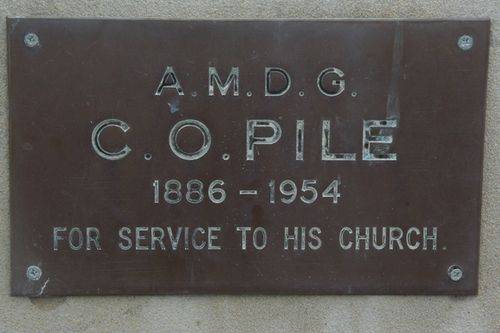 A.M.D.G.
C.O.PILE
1886 - 1954
FOR SERVICE TO HIS CHURCH.